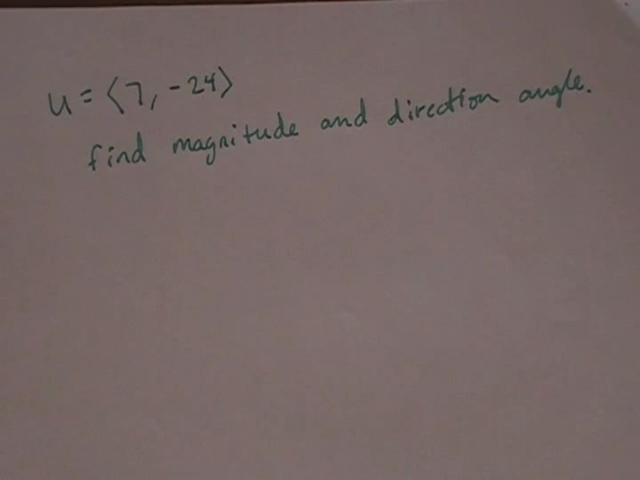 u = ⟨7, -24⟩
find magnitude and direction angle.